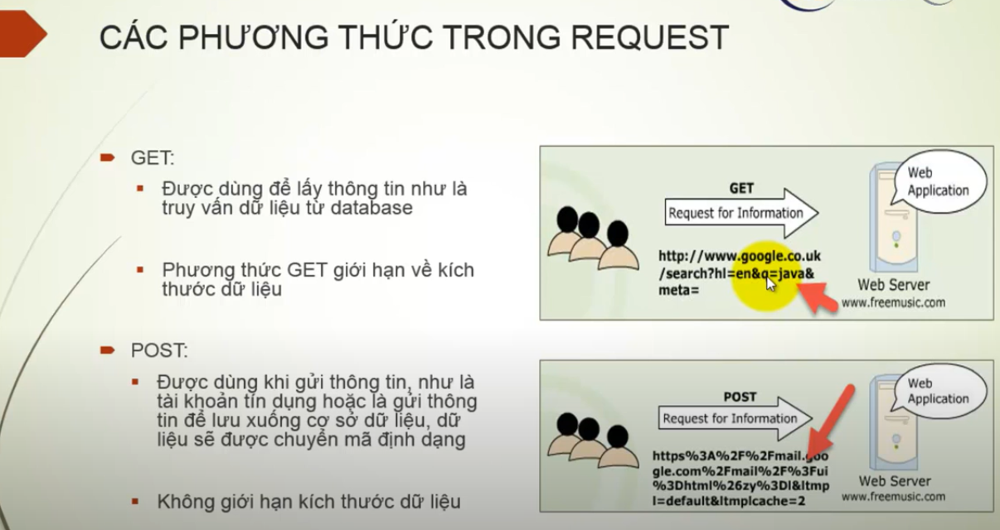 CÁC PHƯƠNG THỨC TRONG REQUEST
GET:
Được dùng để lấy thông tin như là
truy vấn dữ liệu từ database
Phương thức GET giới hạn về kích
thước dữ liệu
POST:
Được dùng khi gửi thông tin, như là
tài khoản tín dụng hoặc là gửi thông
tin để lưu xuống cơ sở dữ liệu, dữ
liệu sẽ được chuyển mã định dạng
Không giới hạn kích thước dữ liệu
GET
Request for Information
http://www.google.co.uk
/search?hl=en&q=java&
meta=
Web
Application
Web Server
www.freemusic.com
POST
Request for Information
https%3A%2F%2Fmail.goo
gle.com%2Fmail%2F%3Fui
%3Dhtml%26zy%3Dl&ltmp
l=default&ltmplcache=2
Web
Application
Web Server
www.freemusic.com